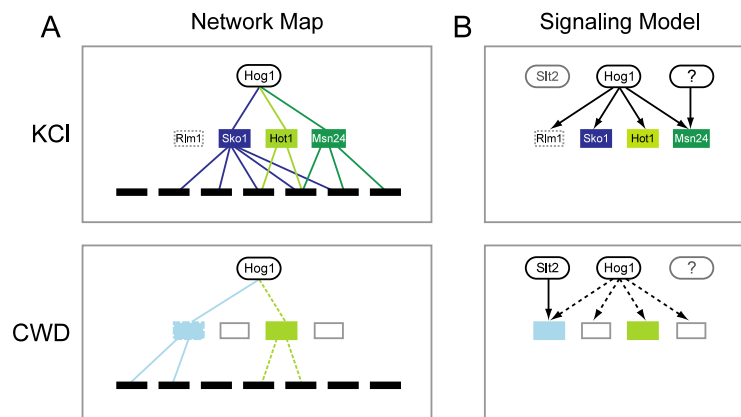 A Network Map
B Signaling Model
KCl
Hog1
Rlm1 Sko1 Hot1 Msn24
Slt2 Hog1 ?
Rlm1 Sko1 Hot1 Msn24
CWD
Hog1
Slt2 Hog1 ?